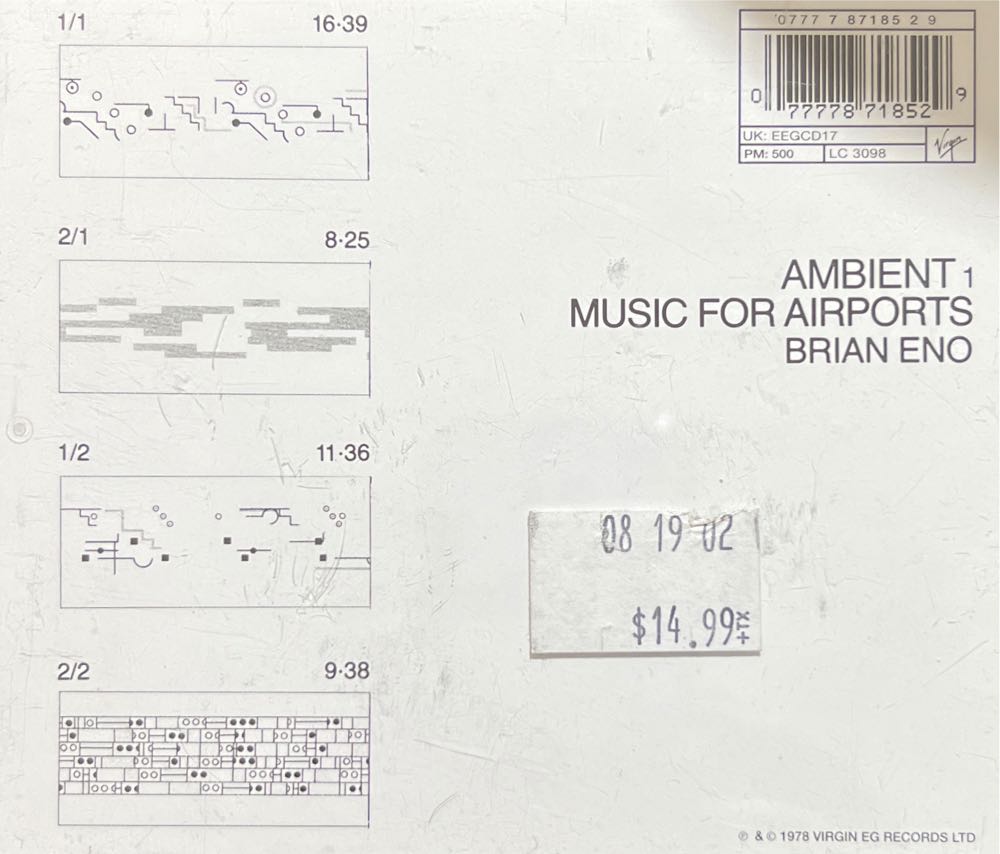 1/1 16·39
2/1 8·25
1/2 11·36
2/2 9·38
0777 7 87185 2 9
0 77778 71852 9
UK: EEGCD17
PM: 500 LC 3098
Virgin
AMBIENT 1
MUSIC FOR AIRPORTS
BRIAN ENO
08 19 02
$14.99+TX
℗ & © 1978 VIRGIN EG RECORDS LTD